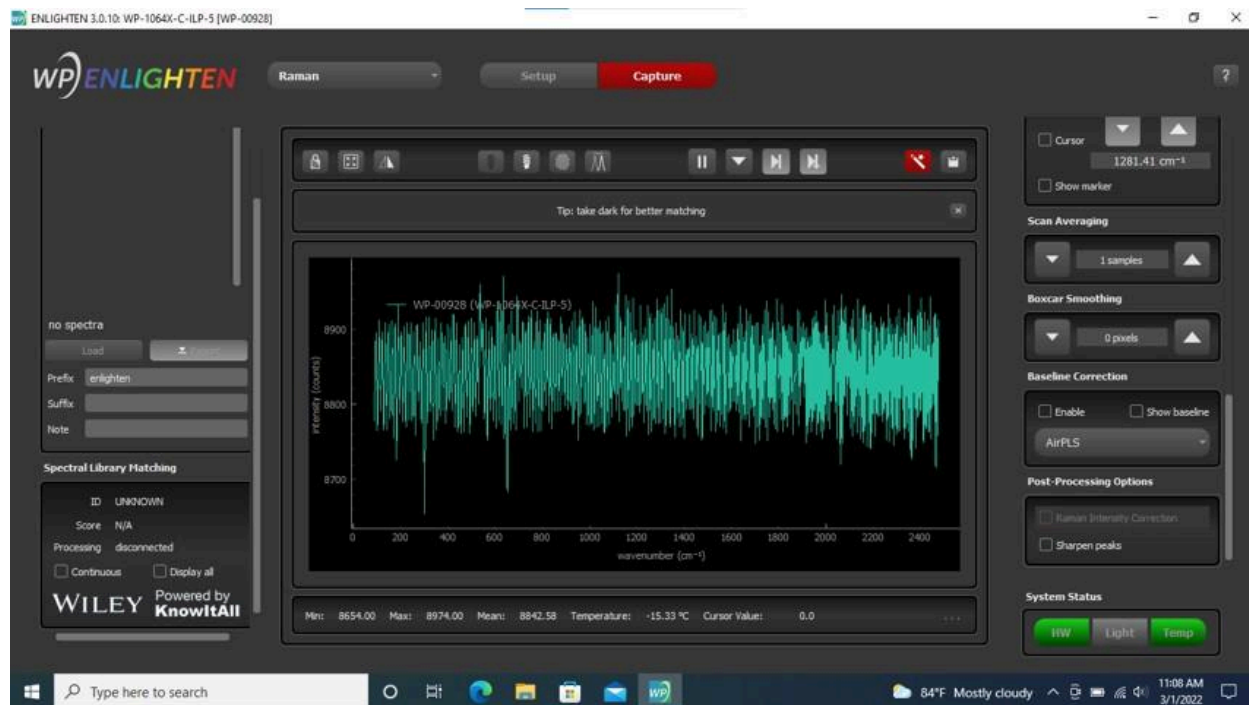 ENLIGHTEN 3.0.10: WP-1064X-C-ILP-5 [WP-00928]
WP ENLIGHTEN
Raman
Setup
Capture
?
no spectra
Load
Export
Prefix enlighten
Suffix
Note
Spectral Library Matching
ID UNKNOWN
Score N/A
Processing disconnected
Continuous Display all
WILEY Powered by
KnowItAll
Tip: take dark for better matching
WP-00928 (WP-1064X-C-ILP-5)
intensity (counts)
8900
8800
8700
0 200 400 600 800 1000 1200 1400 1600 1800 2000 2200 2400
wavenumber (cm⁻¹)
Min: 8654.00 Max: 8974.00 Mean: 8842.58 Temperature: -15.33 ºC Cursor Value: 0.0 ...
Cursor
1281.41 cm⁻¹
Show marker
Scan Averaging
1 samples
Boxcar Smoothing
0 pixels
Baseline Correction
Enable Show baseline
AirPLS
Post-Processing Options
Raman Intensity Correction
Sharpen peaks
System Status
HW Light Temp
Type here to search
WP
84°F Mostly cloudy
11:08 AM
3/1/2022